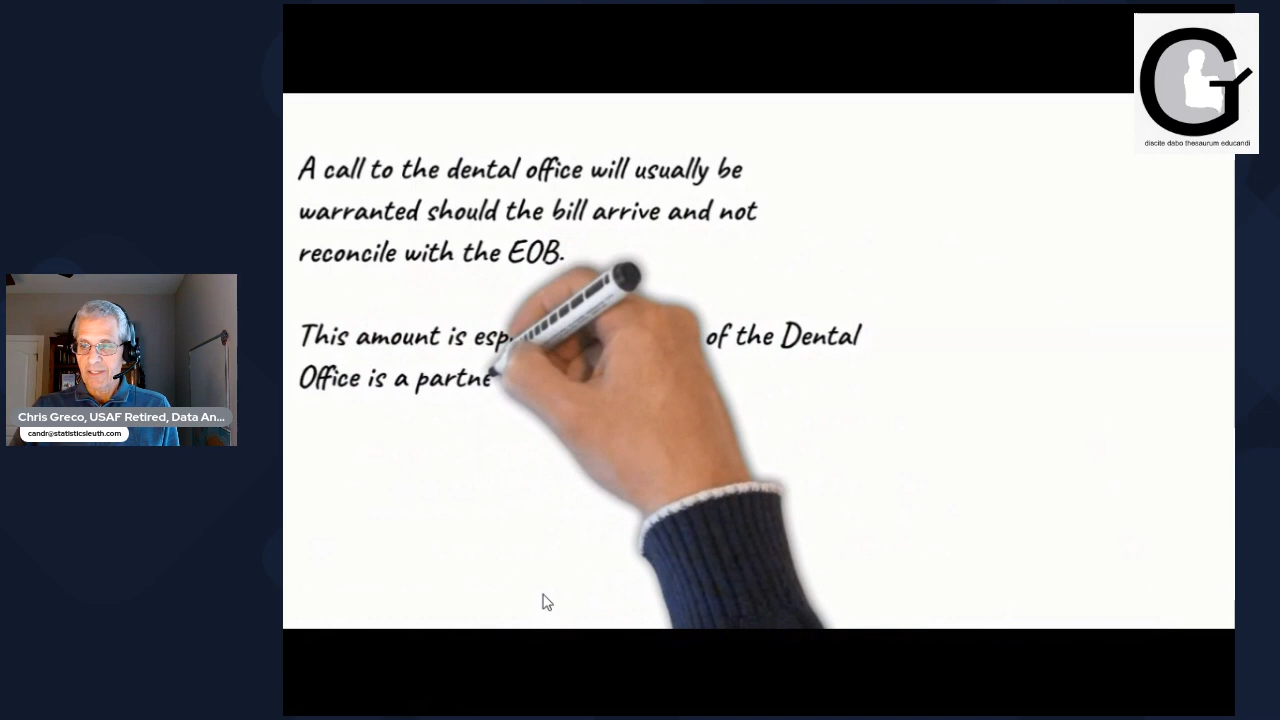 A call to the dental office will usually be
warranted should the bill arrive and not
reconcile with the EOB.
This amount is esp of the Dental
Office is a partne
Chris Greco, USAF Retired, Data An...
candr@statisticsleuth.com
G
discite dabo thesaurum educandi